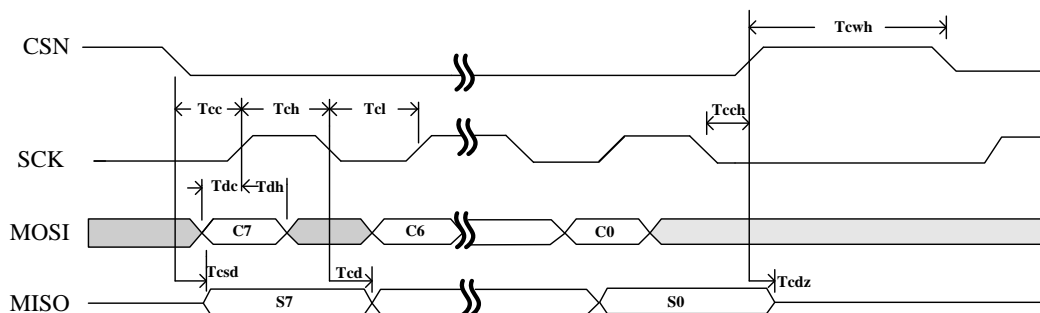 CSN
Tcwh
Tcc Tch Tcl Tcch
SCK
Tdc Tdh
MOSI C7 C6 C0
Tcsd Tcd Tcdz
MISO S7 S0